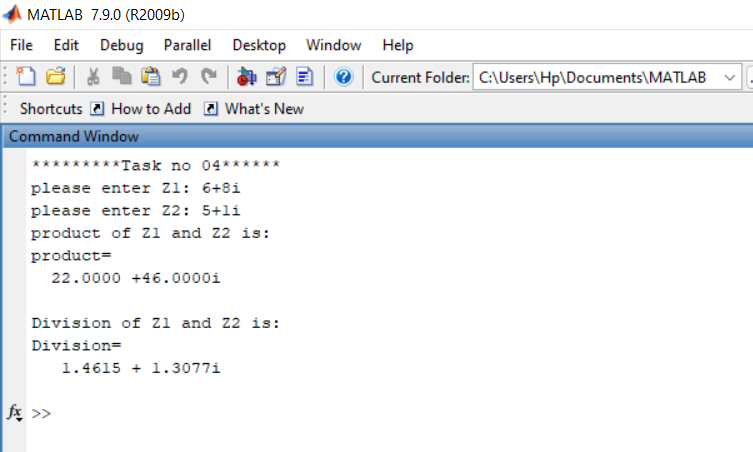 MATLAB 7.9.0 (R2009b)
File Edit Debug Parallel Desktop Window Help
Current Folder: C:\Users\Hp\Documents\MATLAB
Shortcuts How to Add What's New
Command Window
*********Task no 04******
please enter Z1: 6+8i
please enter Z2: 5+1i
product of Z1 and Z2 is:
product=
22.0000 +46.0000i
Division of Z1 and Z2 is:
Division=
1.4615 + 1.3077i
fx >>